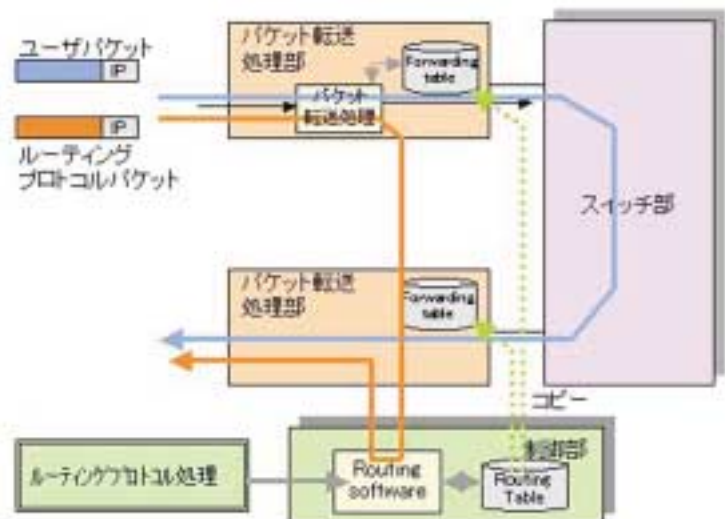 ユーザパケット
IP
IP
ルーティング
プロトコルパケット
パケット転送
処理部
Forwarding
table
パケット
転送処理
スイッチ部
パケット転送
処理部
Forwarding
table
コピー
制御部
ルーティングプロトコル処理
Routing
software
Routing
Table